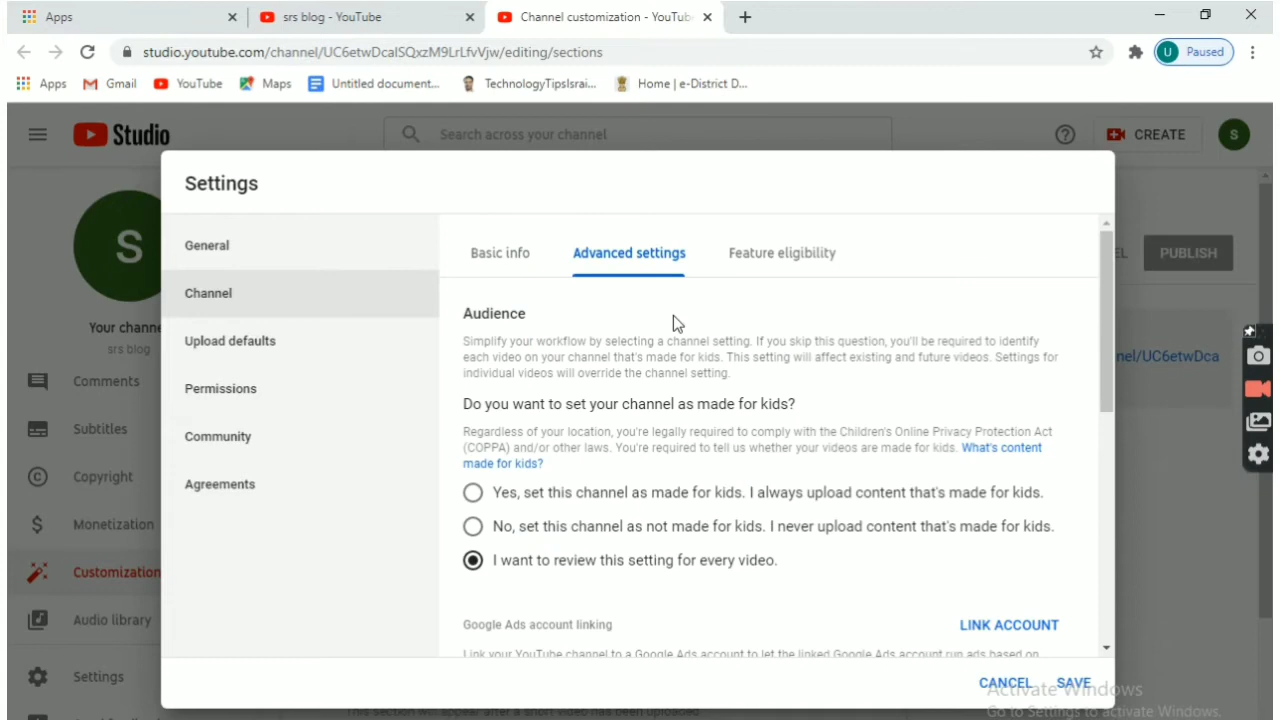 Apps
srs blog - YouTube
Channel customization - YouTub
studio.youtube.com/channel/UC6etwDcaISQxzM9LrLfvVjw/editing/sections
U Paused
Apps
Gmail
YouTube
Maps
Untitled document...
TechnologyTipsIsrai...
Home | e-District D...
Studio
Search across your channel
CREATE
S
S
Your channe
srs blog
Comments
Subtitles
Copyright
Monetization
Customization
Audio library
Settings
Settings
General
Channel
Upload defaults
Permissions
Community
Agreements
Basic info
Advanced settings
Feature eligibility
PUBLISH
nel/UC6etwDca
Audience
Simplify your workflow by selecting a channel setting. If you skip this question, you'll be required to identify
each video on your channel that's made for kids. This setting will affect existing and future videos. Settings for
individual videos will override the channel setting.
Do you want to set your channel as made for kids?
Regardless of your location, you're legally required to comply with the Children's Online Privacy Protection Act
(COPPA) and/or other laws. You're required to tell us whether your videos are made for kids. What's content
made for kids?
Yes, set this channel as made for kids. I always upload content that's made for kids.
No, set this channel as not made for kids. I never upload content that's made for kids.
I want to review this setting for every video.
Google Ads account linking
LINK ACCOUNT
Link your YouTube channel to a Google Ads account to let the linked Google Ads account run ads based on
CANCEL
SAVE
Activate Windows
Go to Settings to activate Windows.
This section will appear after a short video has been uploaded